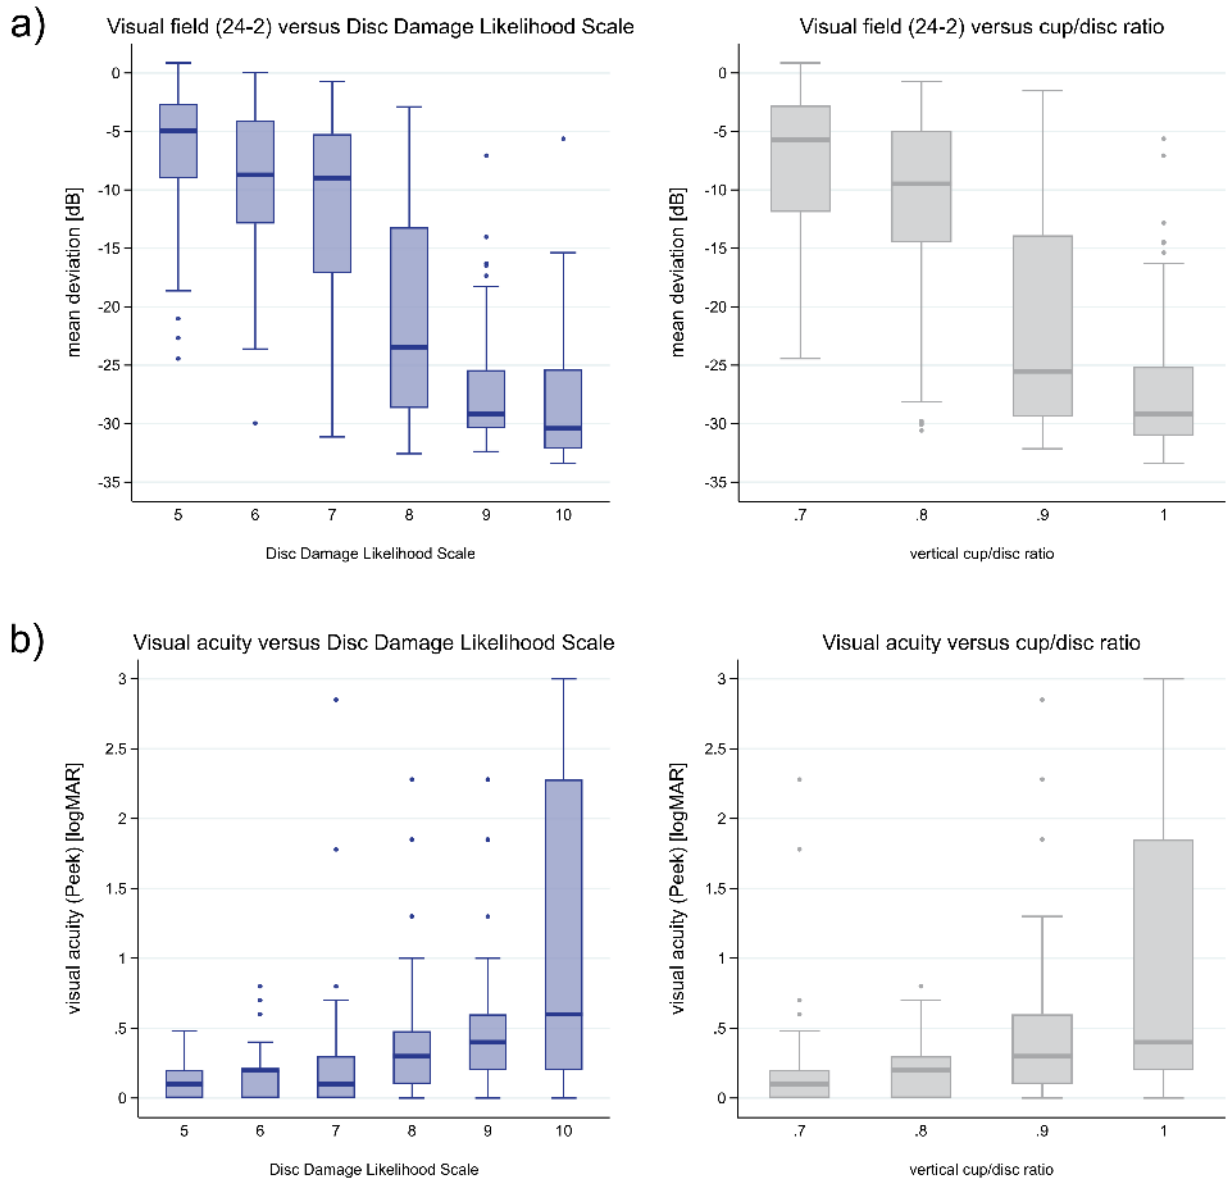 a)
Visual field (24-2) versus Disc Damage Likelihood Scale
mean deviation [dB]
0
-5
-10
-15
-20
-25
-30
-35
5 6 7 8 9 10
Disc Damage Likelihood Scale
Visual field (24-2) versus cup/disc ratio
mean deviation [dB]
0
-5
-10
-15
-20
-25
-30
-35
.7 .8 .9 1
vertical cup/disc ratio
b)
Visual acuity versus Disc Damage Likelihood Scale
visual acuity (Peek) [logMAR]
3
2.5
2
1.5
1
.5
0
5 6 7 8 9 10
Disc Damage Likelihood Scale
Visual acuity versus cup/disc ratio
visual acuity (Peek) [logMAR]
3
2.5
2
1.5
1
.5
0
.7 .8 .9 1
vertical cup/disc ratio